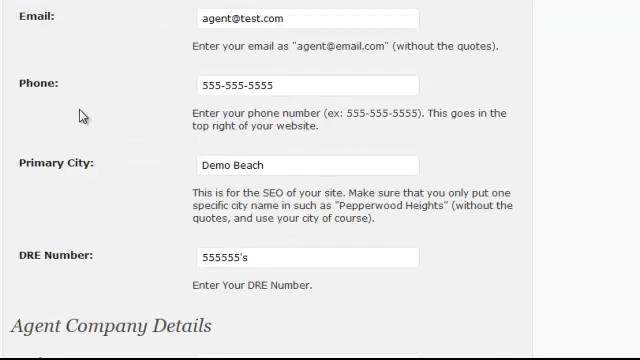 Email:
agent@test.com
Enter your email as "agent@email.com" (without the quotes).
Phone:
555-555-5555
Enter your phone number (ex: 555-555-5555). This goes in the
top right of your website.
Primary City:
Demo Beach
This is for the SEO of your site. Make sure that you only put one
specific city name in such as "Pepperwood Heights" (without the
quotes, and use your city of course).
DRE Number:
555555's
Enter Your DRE Number.
Agent Company Details